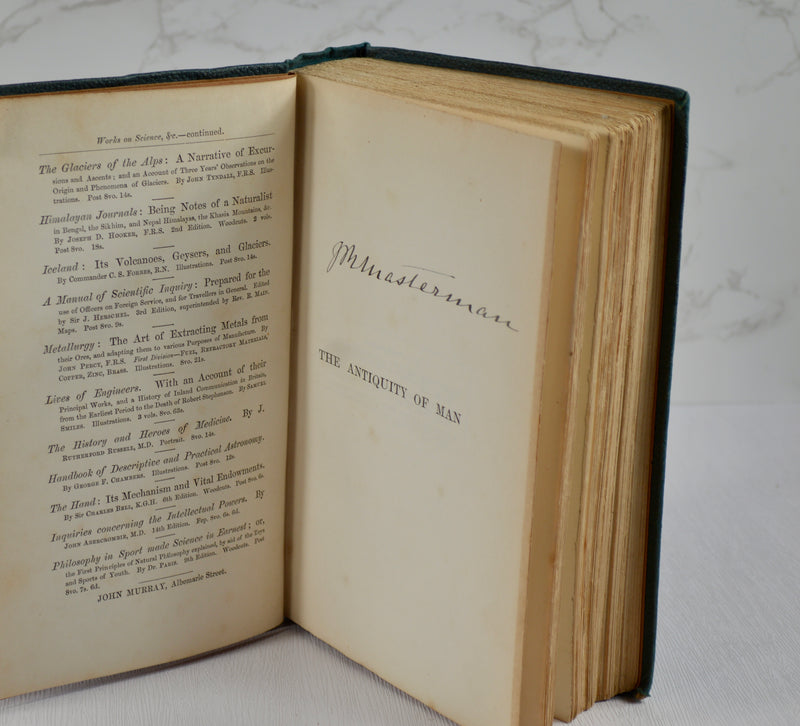 Works on Science, &c.—continued.
The Glaciers of the Alps: A Narrative of Excur-
sions and Ascents; and an Account of Three Years' Observations on the
Origin and Phenomena of Glaciers. By JOHN TYNDALL, F.R.S. Illus-
trations. Post 8vo. 14s.
Himalayan Journals: Being Notes of a Naturalist
in Bengal, the Sikhim, and Nepal Himalayas, the Khasia Mountains, &c.
By JOSEPH D. HOOKER, F.R.S. 2nd Edition. Woodcuts. 2 vols.
Post 8vo. 18s.
Iceland: Its Volcanoes, Geysers, and Glaciers.
By Commander C. S. FORBES, R.N. Illustrations. Post 8vo. 14s.
A Manual of Scientific Inquiry: Prepared for the
use of Officers on Foreign Service, and for Travellers in General. Edited
by Sir J. HERSCHEL. 3rd Edition, superintended by Rev. R. MAIN.
Maps. Post 8vo. 9s.
Metallurgy: The Art of Extracting Metals from
their Ores, and adapting them to various Purposes of Manufacture. By
JOHN PERCY, F.R.S. First Division—FUEL, REFRACTORY MATERIALS,
COPPER, ZINC, BRASS. Illustrations. 8vo. 21s.
Lives of Engineers. With an Account of their
Principal Works, and a History of Inland Communication in Britain,
from the Earliest Period to the Death of Robert Stephenson. By SAMUEL
SMILES. Illustrations. 3 vols. 8vo. 63s.
The History and Heroes of Medicine. By J.
RUTHERFURD RUSSELL, M.D. Portrait. 8vo. 14s.
Handbook of Descriptive and Practical Astronomy.
By GEORGE F. CHAMBERS. Illustrations. Post 8vo. 12s.
The Hand: Its Mechanism and Vital Endowments.
By Sir CHARLES BELL, K.G.H. 6th Edition. Woodcuts. Post 8vo. 6s.
Inquiries concerning the Intellectual Powers. By
JOHN ABERCROMBIE, M.D. 14th Edition. Fcp. 8vo. 6s. 6d.
Philosophy in Sport made Science in Earnest; or,
the First Principles of Natural Philosophy explained, by aid of the Toys
and Sports of Youth. By Dr. PARIS. 9th Edition. Woodcuts. Post
8vo. 7s. 6d.
JOHN MURRAY, Albemarle Street.
Masterman
THE ANTIQUITY OF MAN